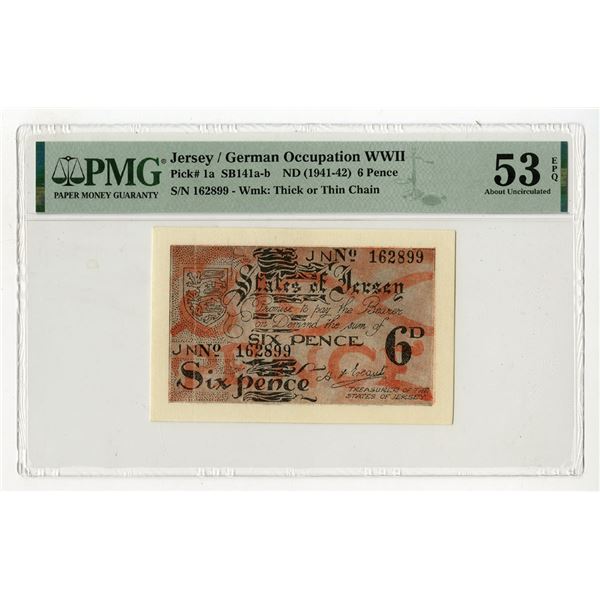 PMG
PAPER MONEY GUARANTY
Jersey / German Occupation WWII
Pick# 1a SB141a-b ND (1941-42) 6 Pence
S/N 162899 - Wmk: Thick or Thin Chain
53 EPQ
About Uncirculated
JNNº 162899
States of Jersey
Promise to pay the Bearer
on Demand the sum of
SIX PENCE
6D
JNNº 162899
Six pence
TREASURER OF THE
STATES OF JERSEY